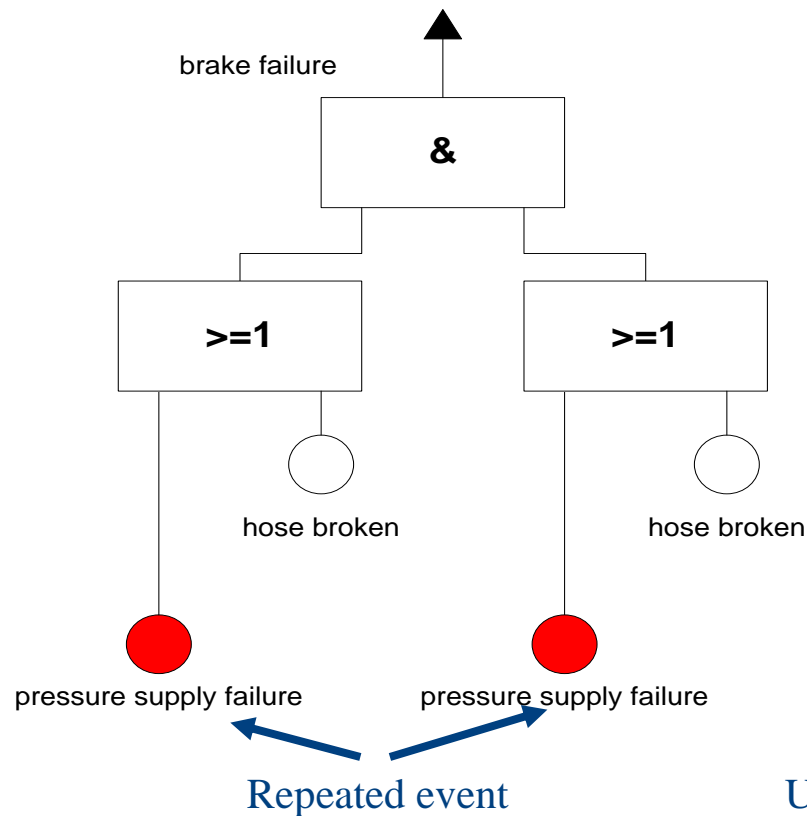 brake failure
&
>=1 >=1
hose broken hose broken
pressure supply failure pressure supply failure
Repeated event U